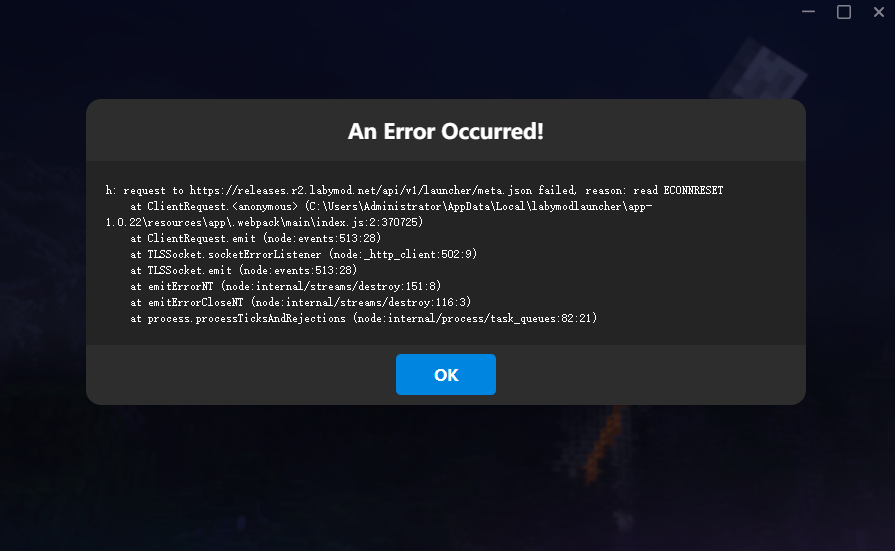 An Error Occurred!
h: request to https://releases.r2.labymod.net/api/v1/launcher/meta.json failed, reason: read ECONNRESET
at ClientRequest.<anonymous> (C:\Users\Administrator\AppData\Local\labymodlauncher\app-
1.0.22\resources\app\.webpack\main\index.js:2:370725)
at ClientRequest.emit (node:events:513:28)
at TLSSocket.socketErrorListener (node:_http_client:502:9)
at TLSSocket.emit (node:events:513:28)
at emitErrorNT (node:internal/streams/destroy:151:8)
at emitErrorCloseNT (node:internal/streams/destroy:116:3)
at process.processTicksAndRejections (node:internal/process/task_queues:82:21)
OK